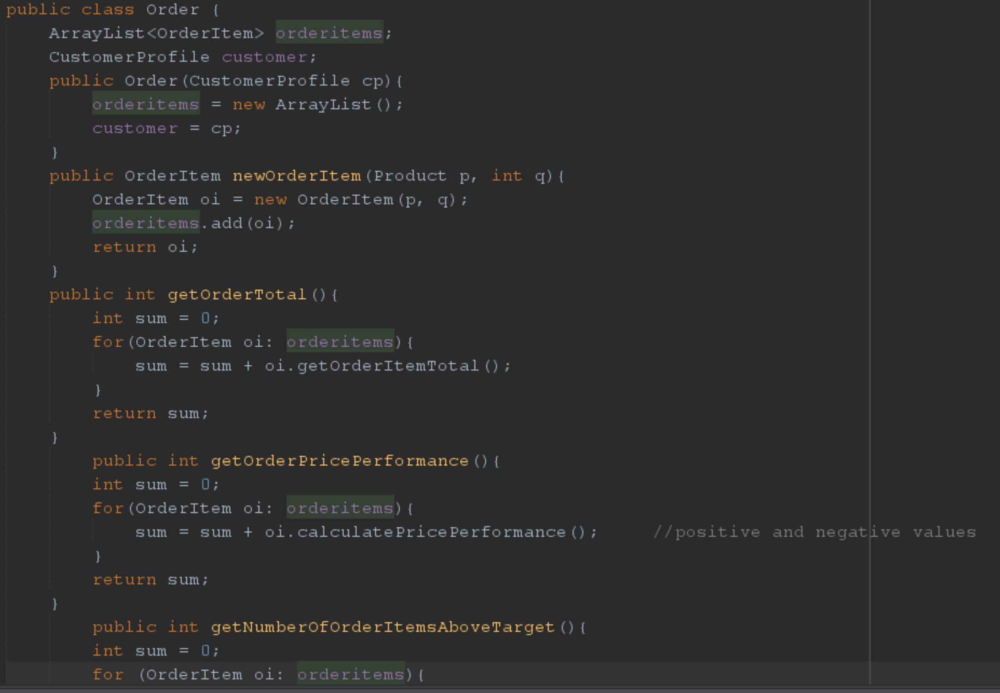 public class Order {
    ArrayList<OrderItem> orderitems;
    CustomerProfile customer;
    public Order(CustomerProfile cp){
        orderitems = new ArrayList();
        customer = cp;
    }
    public OrderItem newOrderItem(Product p, int q){
        OrderItem oi = new OrderItem(p, q);
        orderitems.add(oi);
        return oi;
    }
    public int getOrderTotal(){
        int sum = 0;
        for(OrderItem oi: orderitems){
            sum = sum + oi.getOrderItemTotal();
        }
        return sum;
    }
        public int getOrderPricePerformance(){
        int sum = 0;
        for(OrderItem oi: orderitems){
            sum = sum + oi.calculatePricePerformance();     //positive and negative values
        }
        return sum;
    }
        public int getNumberOfOrderItemsAboveTarget(){
        int sum = 0;
        for (OrderItem oi: orderitems){